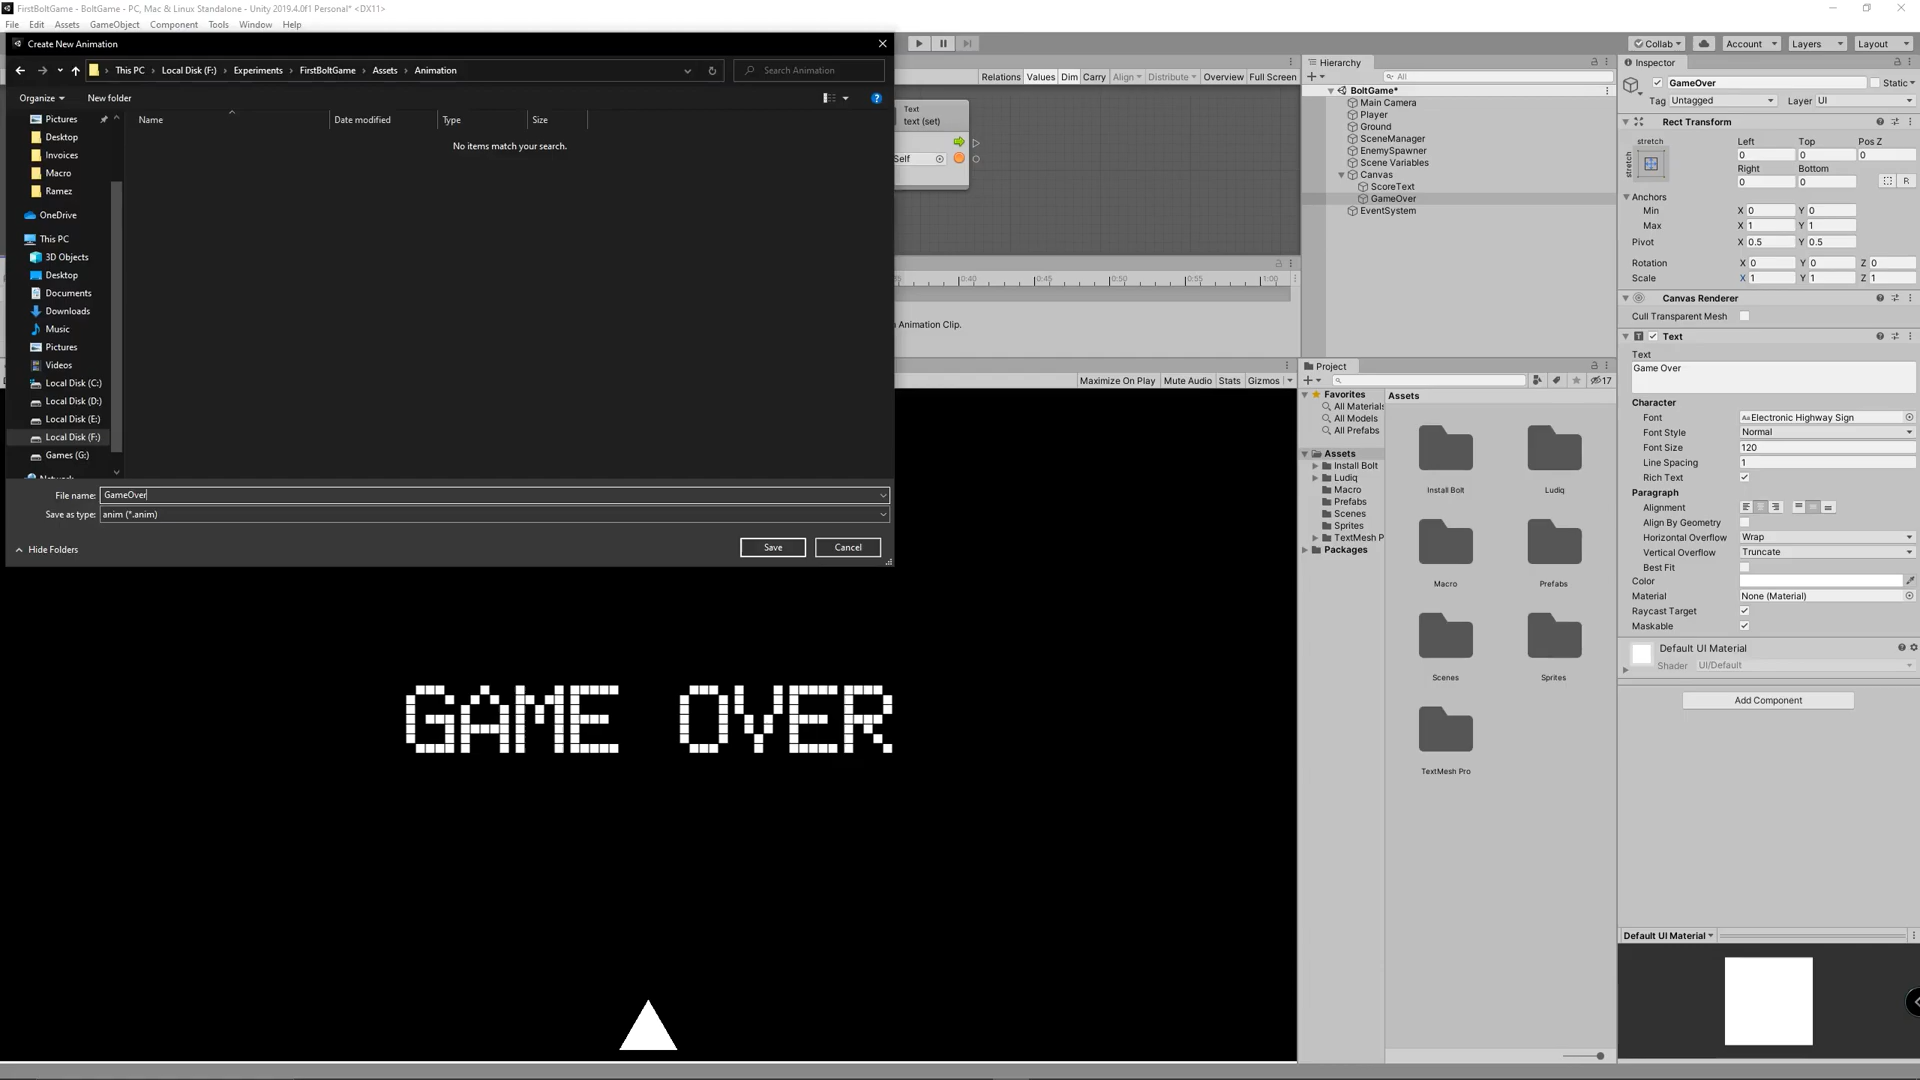 FirstBoltGame - BoltGame - PC, Mac & Linux Standalone - Unity 2019.4.0f1 Personal* <DX11>
File Edit Assets GameObject Component Tools Window Help
Create New Animation
Collab Account Layers Layout
This PC Local Disk (F:) Experiments FirstBoltGame Assets Animation
Search Animation
Organize New folder
Name Date modified Type Size
No items match your search.
Pictures
Desktop
Invoices
Macro
Ramez
OneDrive
This PC
3D Objects
Desktop
Documents
Downloads
Music
Pictures
Videos
Local Disk (C:)
Local Disk (D:)
Local Disk (E:)
Local Disk (F:)
Games (G:)
File name: GameOver
Save as type: anim (*.anim)
Hide Folders
Save Cancel
Relations Values Dim Carry Align Distribute Overview Full Screen
Text
text (set)
Self
0:40 0:45 0:50 0:55 1:00
Animation Clip.
Maximize On Play Mute Audio Stats Gizmos
GAME OVER
Hierarchy
All
BoltGame*
Main Camera
Player
Ground
SceneManager
EnemySpawner
Scene Variables
Canvas
ScoreText
GameOver
EventSystem
Project
17
Favorites
All Materials
All Models
All Prefabs
Assets
Install Bolt
Ludiq
Macro
Prefabs
Scenes
Sprites
TextMesh P
Packages
Assets
Install Bolt Ludiq
Macro Prefabs
Scenes Sprites
TextMesh Pro
Inspector
GameOver Static
Tag Untagged Layer UI
Rect Transform
stretch Left Top Pos Z
stretch 0 0 0
Right Bottom
0 0 R
Anchors
Min X 0 Y 0
Max X 1 Y 1
Pivot X 0.5 Y 0.5
Rotation X 0 Y 0 Z 0
Scale X 1 Y 1 Z 1
Canvas Renderer
Cull Transparent Mesh
Text
Text
Game Over
Character
Font Electronic Highway Sign
Font Style Normal
Font Size 120
Line Spacing 1
Rich Text
Paragraph
Alignment
Align By Geometry
Horizontal Overflow Wrap
Vertical Overflow Truncate
Best Fit
Color
Material None (Material)
Raycast Target
Maskable
Default UI Material
Shader UI/Default
Add Component
Default UI Material